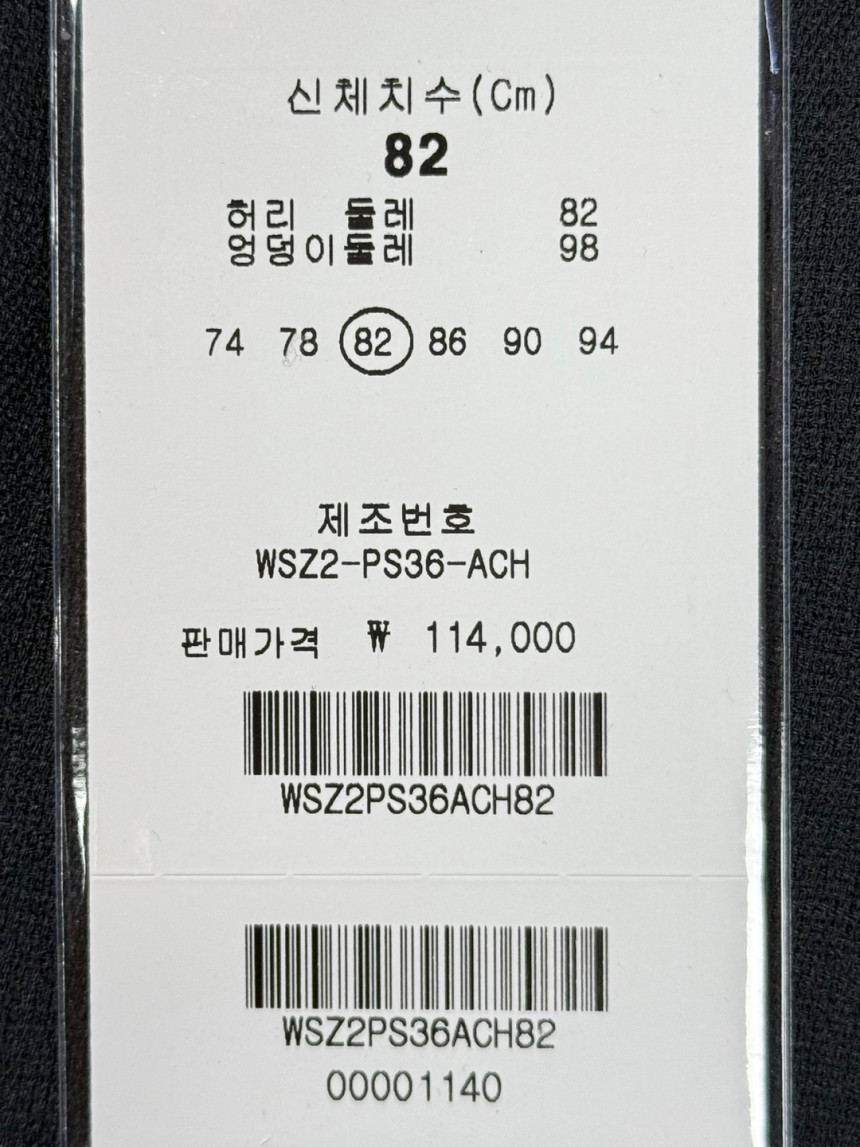 신체치수(Cm)
82
허리 둘레 82
엉덩이둘레 98
74 78 82 86 90 94
제조번호
WSZ2-PS36-ACH
판매가격 ₩ 114,000
WSZ2PS36ACH82
WSZ2PS36ACH82
00001140